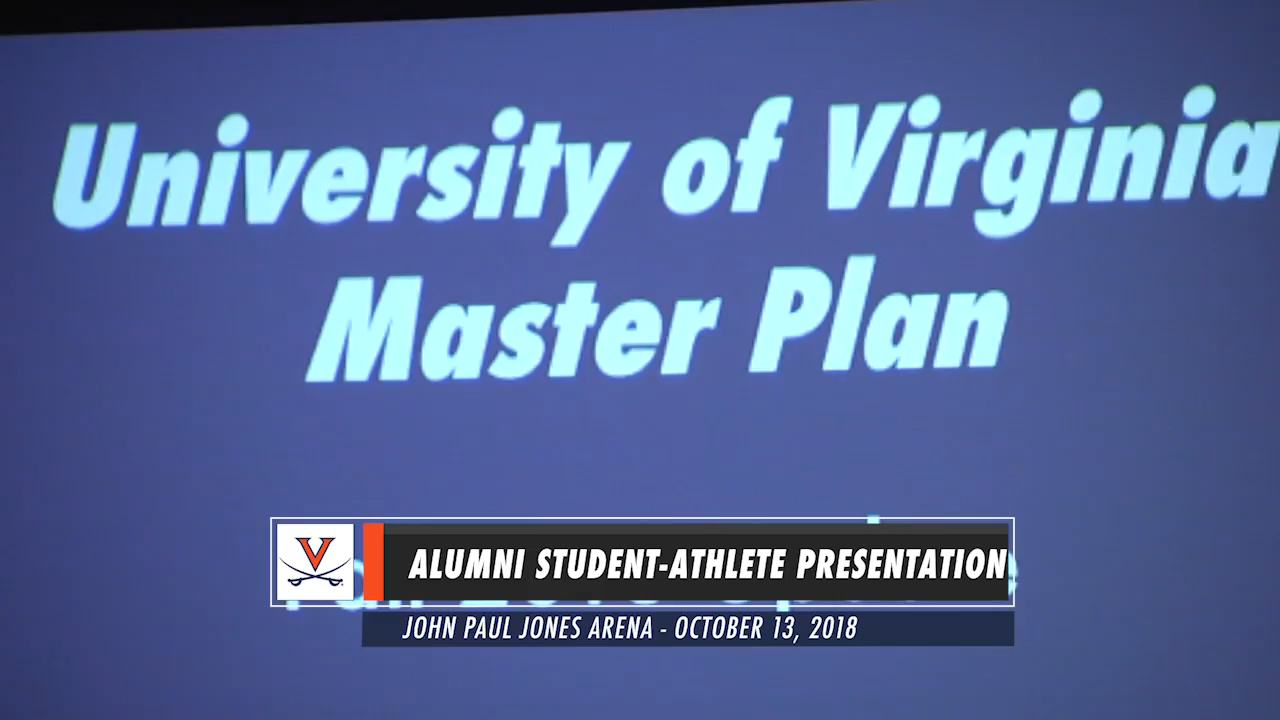 University of Virginia
Master Plan
ALUMNI STUDENT-ATHLETE PRESENTATION
JOHN PAUL JONES ARENA - OCTOBER 13, 2018